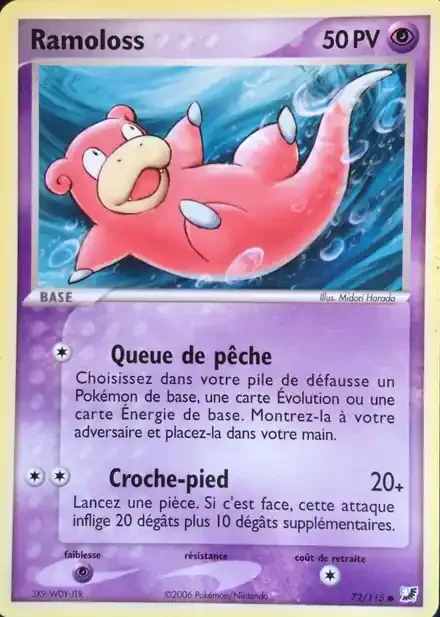 Ramoloss 50 PV
BASE Illus. Midori Harada
Queue de pêche
Choisissez dans votre pile de défausse un
Pokémon de base, une carte Évolution ou une
carte Énergie de base. Montrez-la à votre
adversaire et placez-la dans votre main.
Croche-pied 20+
Lancez une pièce. Si c'est face, cette attaque
inflige 20 dégâts plus 10 dégâts supplémentaires.
faiblesse résistance coût de retraite
3X9-W0Y-J1R ©2006 Pokémon/Nintendo 72/115